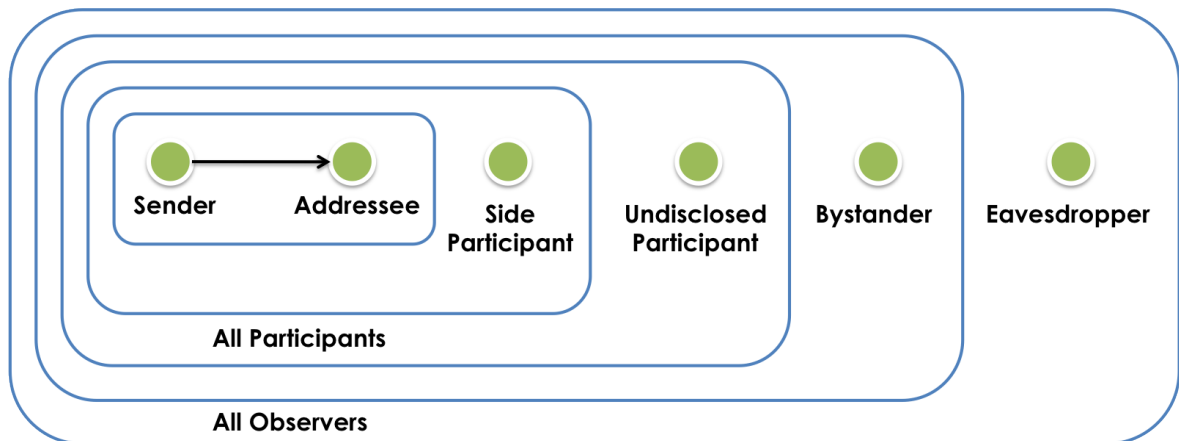 Sender
Addressee
Side
Participant
Undisclosed
Participant
Bystander
Eavesdropper
All Participants
All Observers